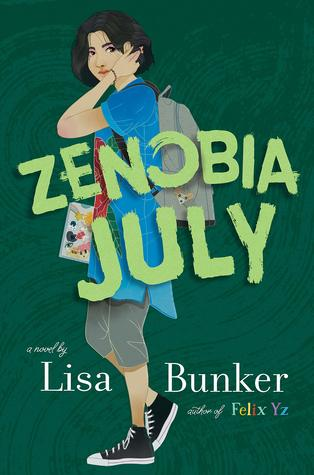 ZENOBIA
JULY
a novel by
Lisa Bunker
author of Felix Yz